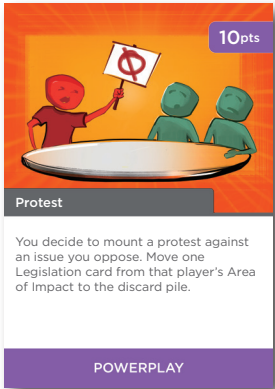 10pts
Protest
You decide to mount a protest against
an issue you oppose. Move one
Legislation card from that player's Area
of Impact to the discard pile.
POWERPLAY